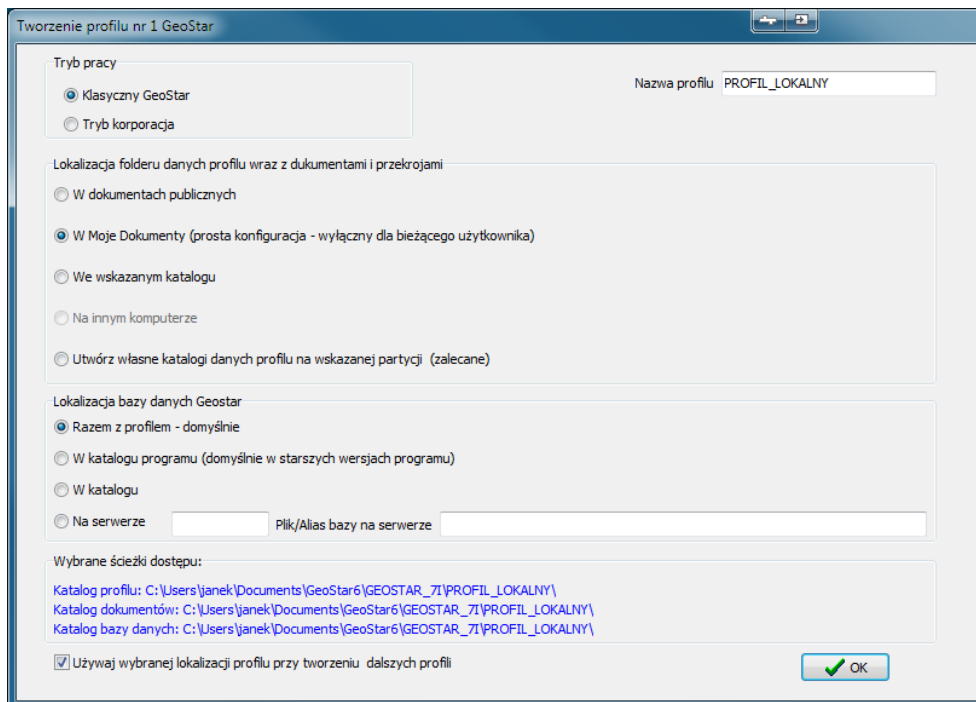 Tworzenie profilu nr 1 GeoStar
Tryb pracy
Klasyczny GeoStar
Tryb korporacja
Nazwa profilu PROFIL_LOKALNY
Lokalizacja folderu danych profilu wraz z dukumentami i przekrojami
W dokumentach publicznych
W Moje Dokumenty (prosta konfiguracja - wyłączny dla bieżącego użytkownika)
We wskazanym katalogu
Na innym komputerze
Utwórz własne katalogi danych profilu na wskazanej partycji (zalecane)
Lokalizacja bazy danych Geostar
Razem z profilem - domyślnie
W katalogu programu (domyślnie w starszych wersjach programu)
W katalogu
Na serwerze Plik/Alias bazy na serwerze
Wybrane ścieżki dostępu:
Katalog profilu: C:\Users\janek\Documents\GeoStar6\GEOSTAR_7I\PROFIL_LOKALNY\
Katalog dokumentów: C:\Users\janek\Documents\GeoStar6\GEOSTAR_7I\PROFIL_LOKALNY\
Katalog bazy danych: C:\Users\janek\Documents\GeoStar6\GEOSTAR_7I\PROFIL_LOKALNY\
Używaj wybranej lokalizacji profilu przy tworzeniu dalszych profili
OK